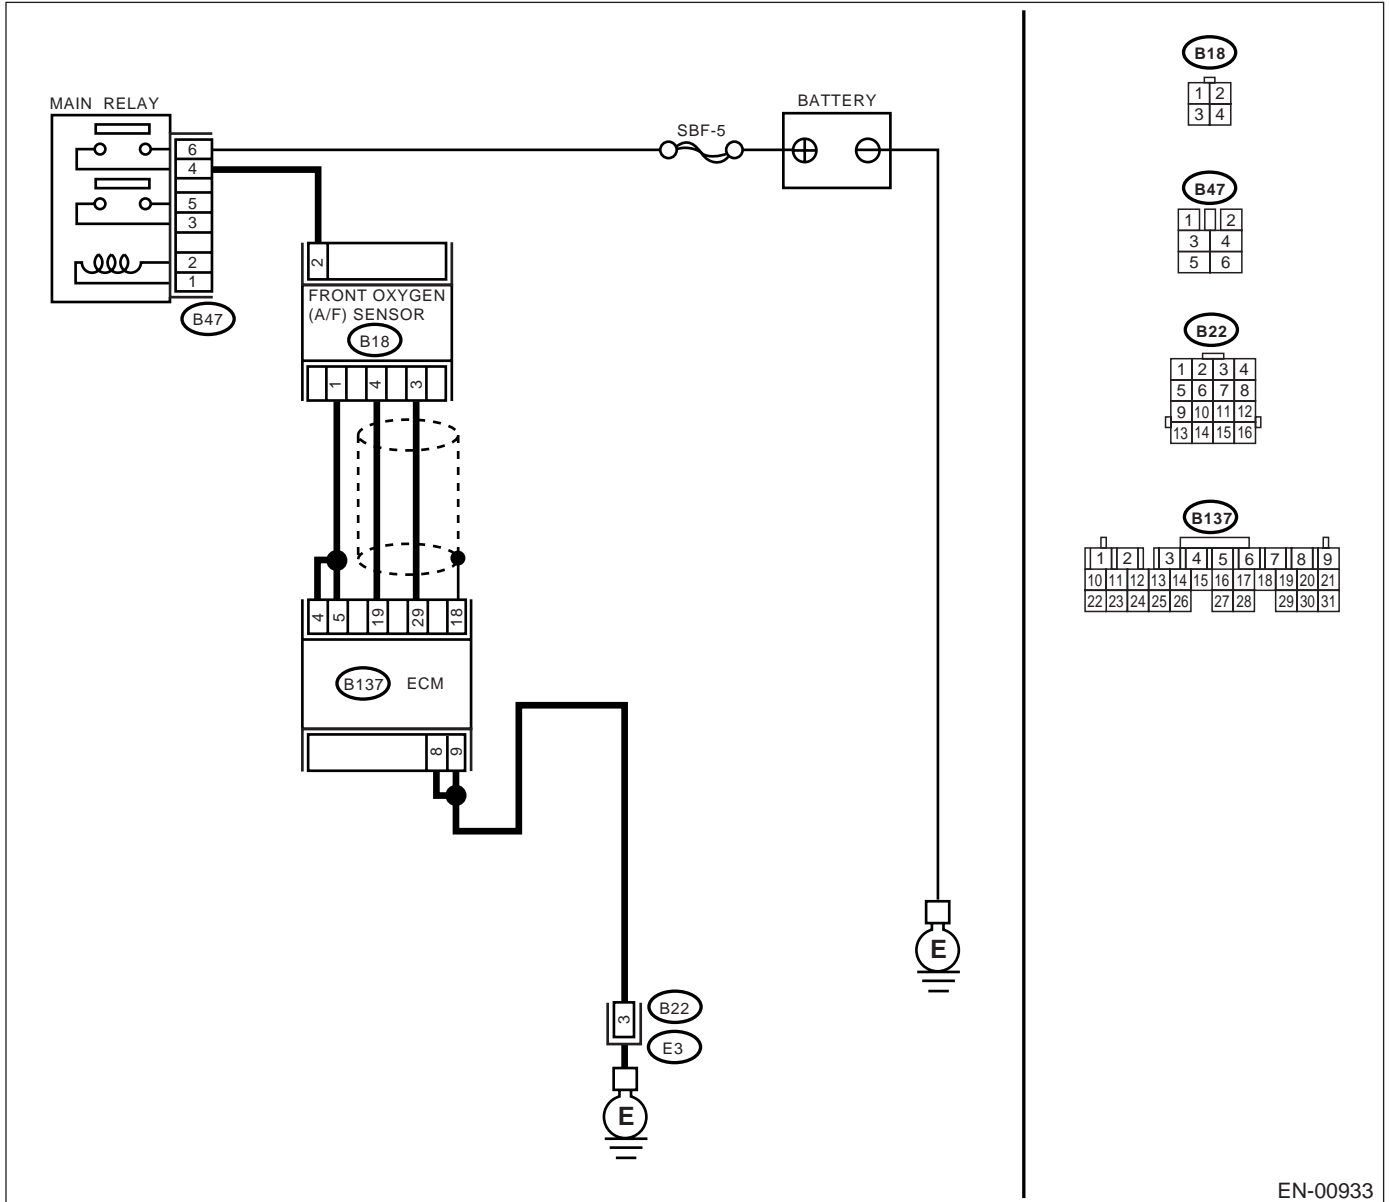 MAIN RELAY
6
4
5
3
2
1
B47
SBF-5
BATTERY
2
FRONT OXYGEN
(A/F) SENSOR
B18
1 4 3
4 5 19 29 18
B137 ECM
8 9
3
B22
E3
E
E
B18
1 2
3 4
B47
1 2
3 4
5 6
B22
1 2 3 4
5 6 7 8
9 10 11 12
13 14 15 16
B137
1 2 3 4 5 6 7 8 9
10 11 12 13 14 15 16 17 18 19 20 21
22 23 24 25 26 27 28 29 30 31
EN-00933